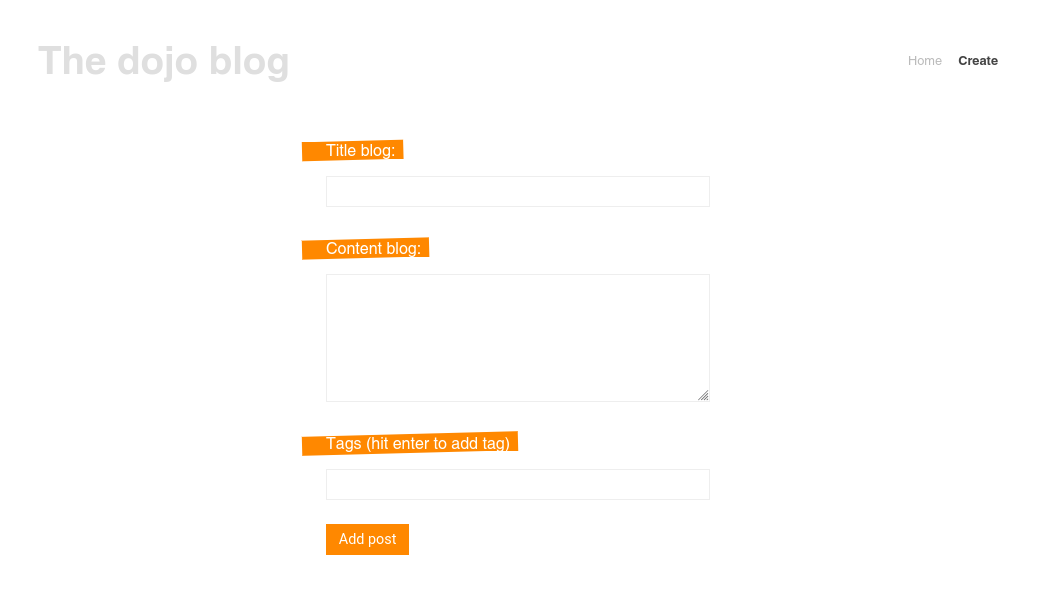 The dojo blog
Home Create
Title blog:
Content blog:
Tags (hit enter to add tag)
Add post